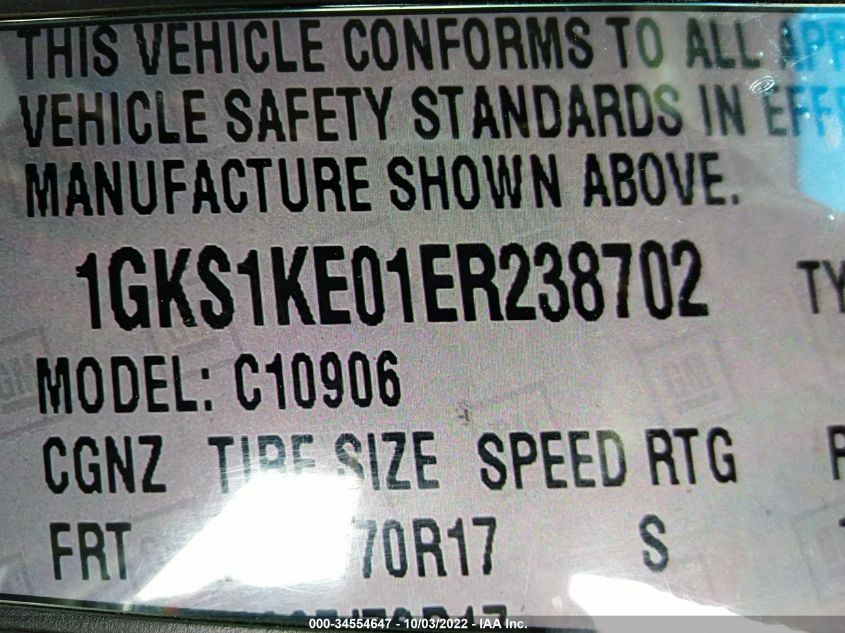 THIS VEHICLE CONFORMS TO ALL
VEHICLE SAFETY STANDARDS IN
MANUFACTURE SHOWN ABOVE.
1GKS1KE01ER238702 TY
MODEL: C10906
CGNZ TIRE SIZE SPEED RTG
FRT 70R17 S
000-34554647 - 10/03/2022 - IAA Inc.